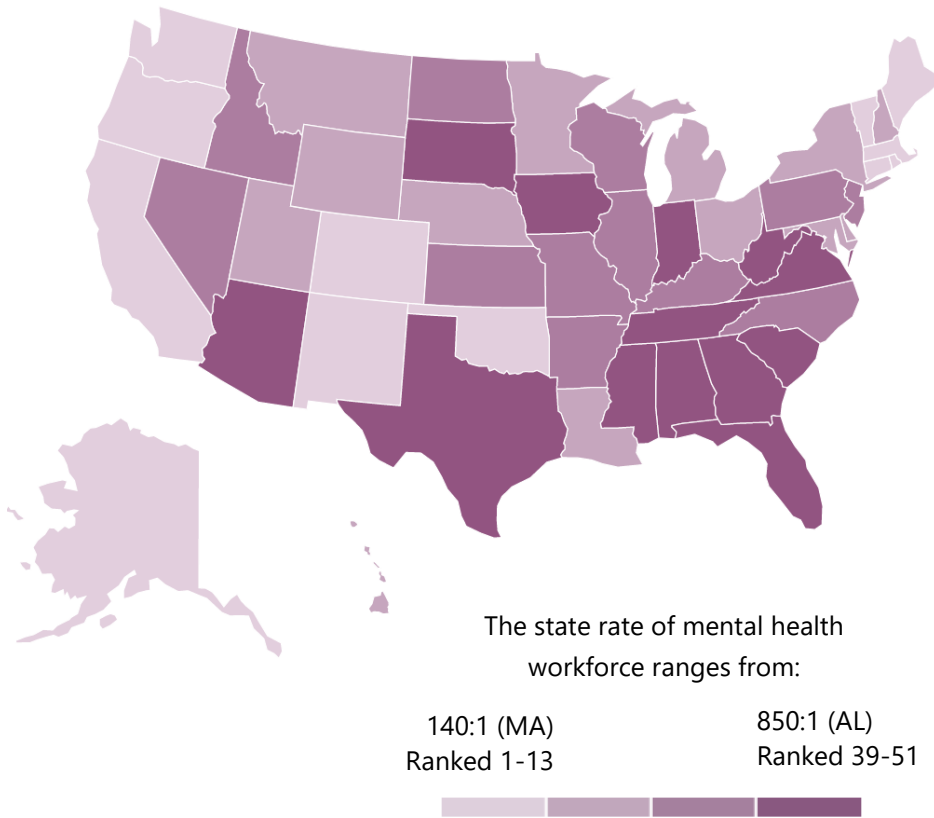 The state rate of mental health
workforce ranges from:
140:1 (MA)
Ranked 1-13
850:1 (AL)
Ranked 39-51